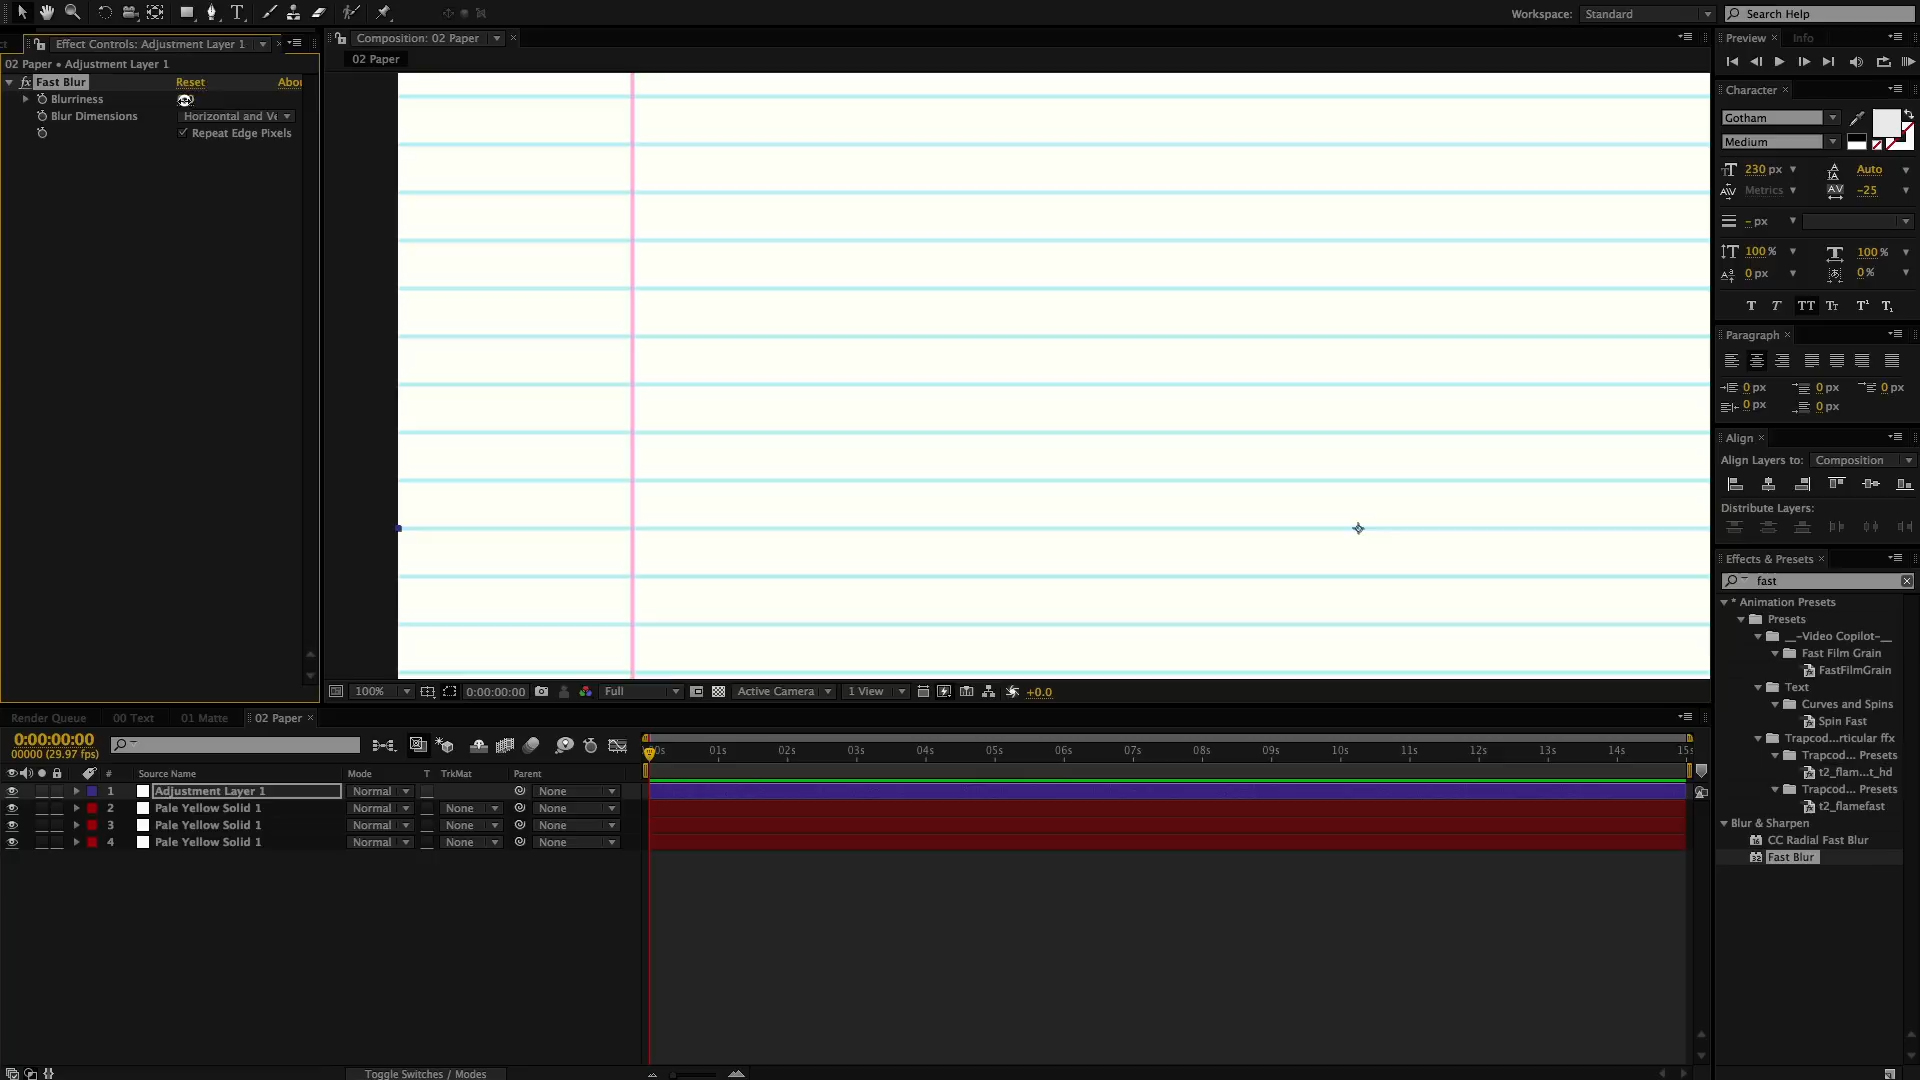 Workspace: Standard Search Help
Effect Controls: Adjustment Layer 1
02 Paper • Adjustment Layer 1
fx Fast Blur Reset Abou
Blurriness
Blur Dimensions Horizontal and Ve
Repeat Edge Pixels
Composition: 02 Paper
02 Paper
100% 0:00:00:00 Full Active Camera 1 View +0.0
Preview Info
Character
Gotham
Medium
230 px Auto
Metrics -25
- px
100 % 100 %
0 px 0 %
T T TT Tt T¹ T₁
Paragraph
0 px 0 px 0 px
0 px 0 px
Align
Align Layers to: Composition
Distribute Layers:
Effects & Presets
fast
* Animation Presets
Presets
__-Video Copilot-__
Fast Film Grain
FastFilmGrain
Text
Curves and Spins
Spin Fast
Trapcod...rticular ffx
Trapcod... Presets
t2_flam...t_hd
Trapcod... Presets
t2_flamefast
Blur & Sharpen
CC Radial Fast Blur
Fast Blur
Render Queue 00 Text 01 Matte 02 Paper
0:00:00:00
00000 (29.97 fps)
# Source Name Mode T TrkMat Parent
1 Adjustment Layer 1 Normal None
2 Pale Yellow Solid 1 Normal None None
3 Pale Yellow Solid 1 Normal None None
4 Pale Yellow Solid 1 Normal None None
00s 01s 02s 03s 04s 05s 06s 07s 08s 09s 10s 11s 12s 13s 14s 15s
Toggle Switches / Modes